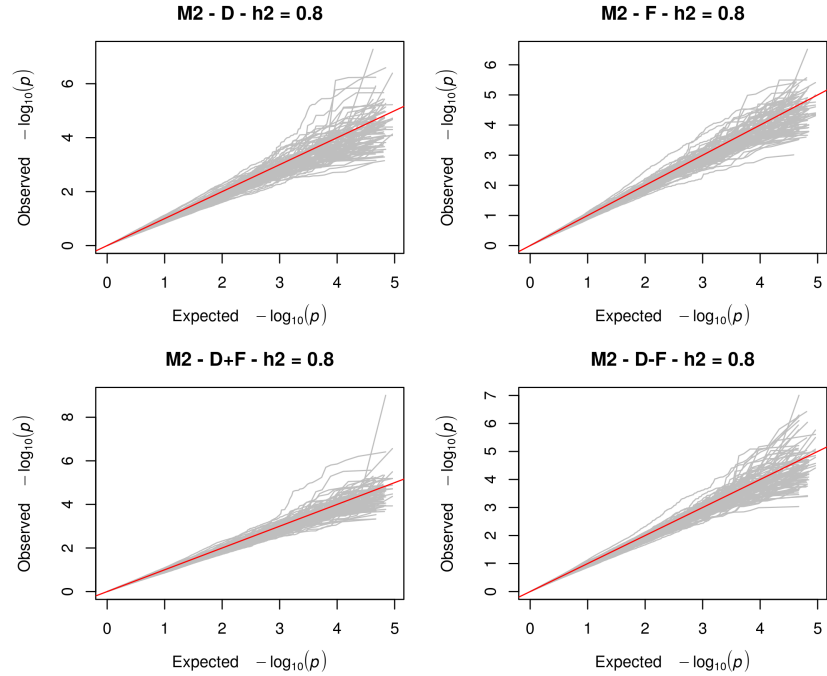 M2 - D - h2 = 0.8
Observed −log10(p)
6
4
2
0
0 1 2 3 4 5
Expected −log10(p)
M2 - F - h2 = 0.8
Observed −log10(p)
6
5
4
3
2
1
0
0 1 2 3 4 5
Expected −log10(p)
M2 - D+F - h2 = 0.8
Observed −log10(p)
8
6
4
2
0
0 1 2 3 4 5
Expected −log10(p)
M2 - D-F - h2 = 0.8
Observed −log10(p)
7
6
5
4
3
2
1
0
0 1 2 3 4 5
Expected −log10(p)